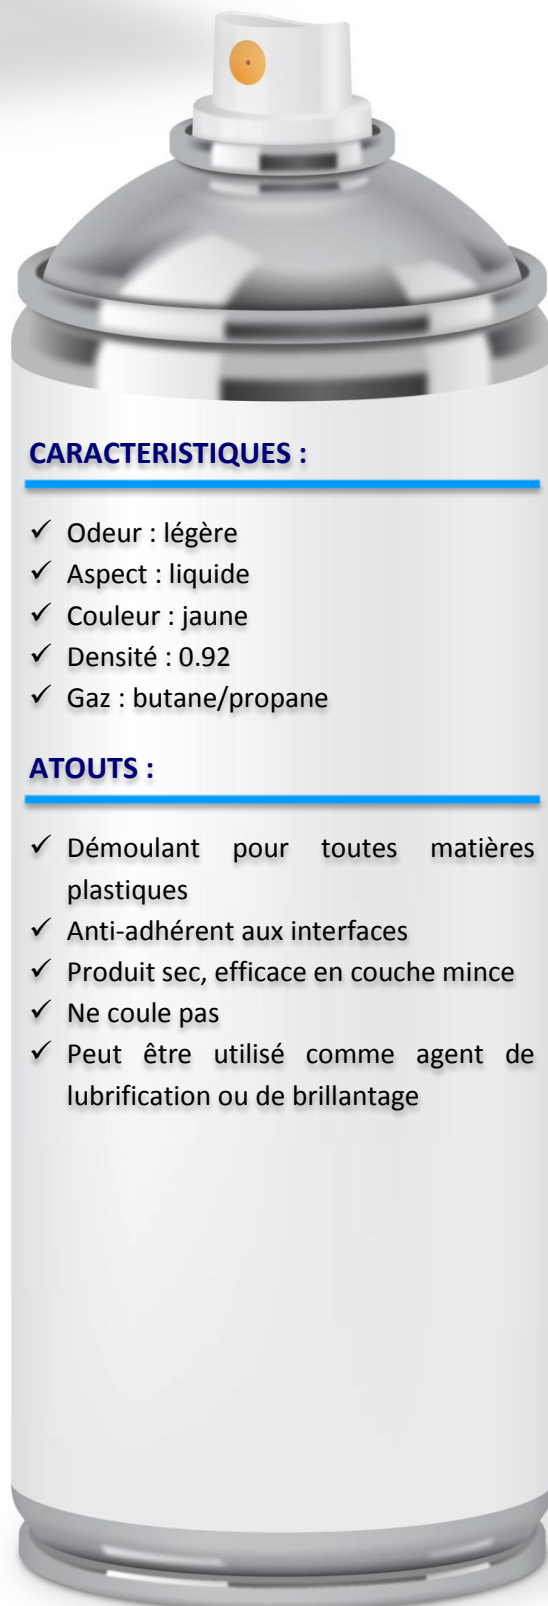 CARACTERISTIQUES :
✓ Odeur : légère
✓ Aspect : liquide
✓ Couleur : jaune
✓ Densité : 0.92
✓ Gaz : butane/propane
ATOUTS :
✓ Démoulant pour toutes matières
plastiques
✓ Anti-adhérent aux interfaces
✓ Produit sec, efficace en couche mince
✓ Ne coule pas
✓ Peut être utilisé comme agent de
lubrification ou de brillantage